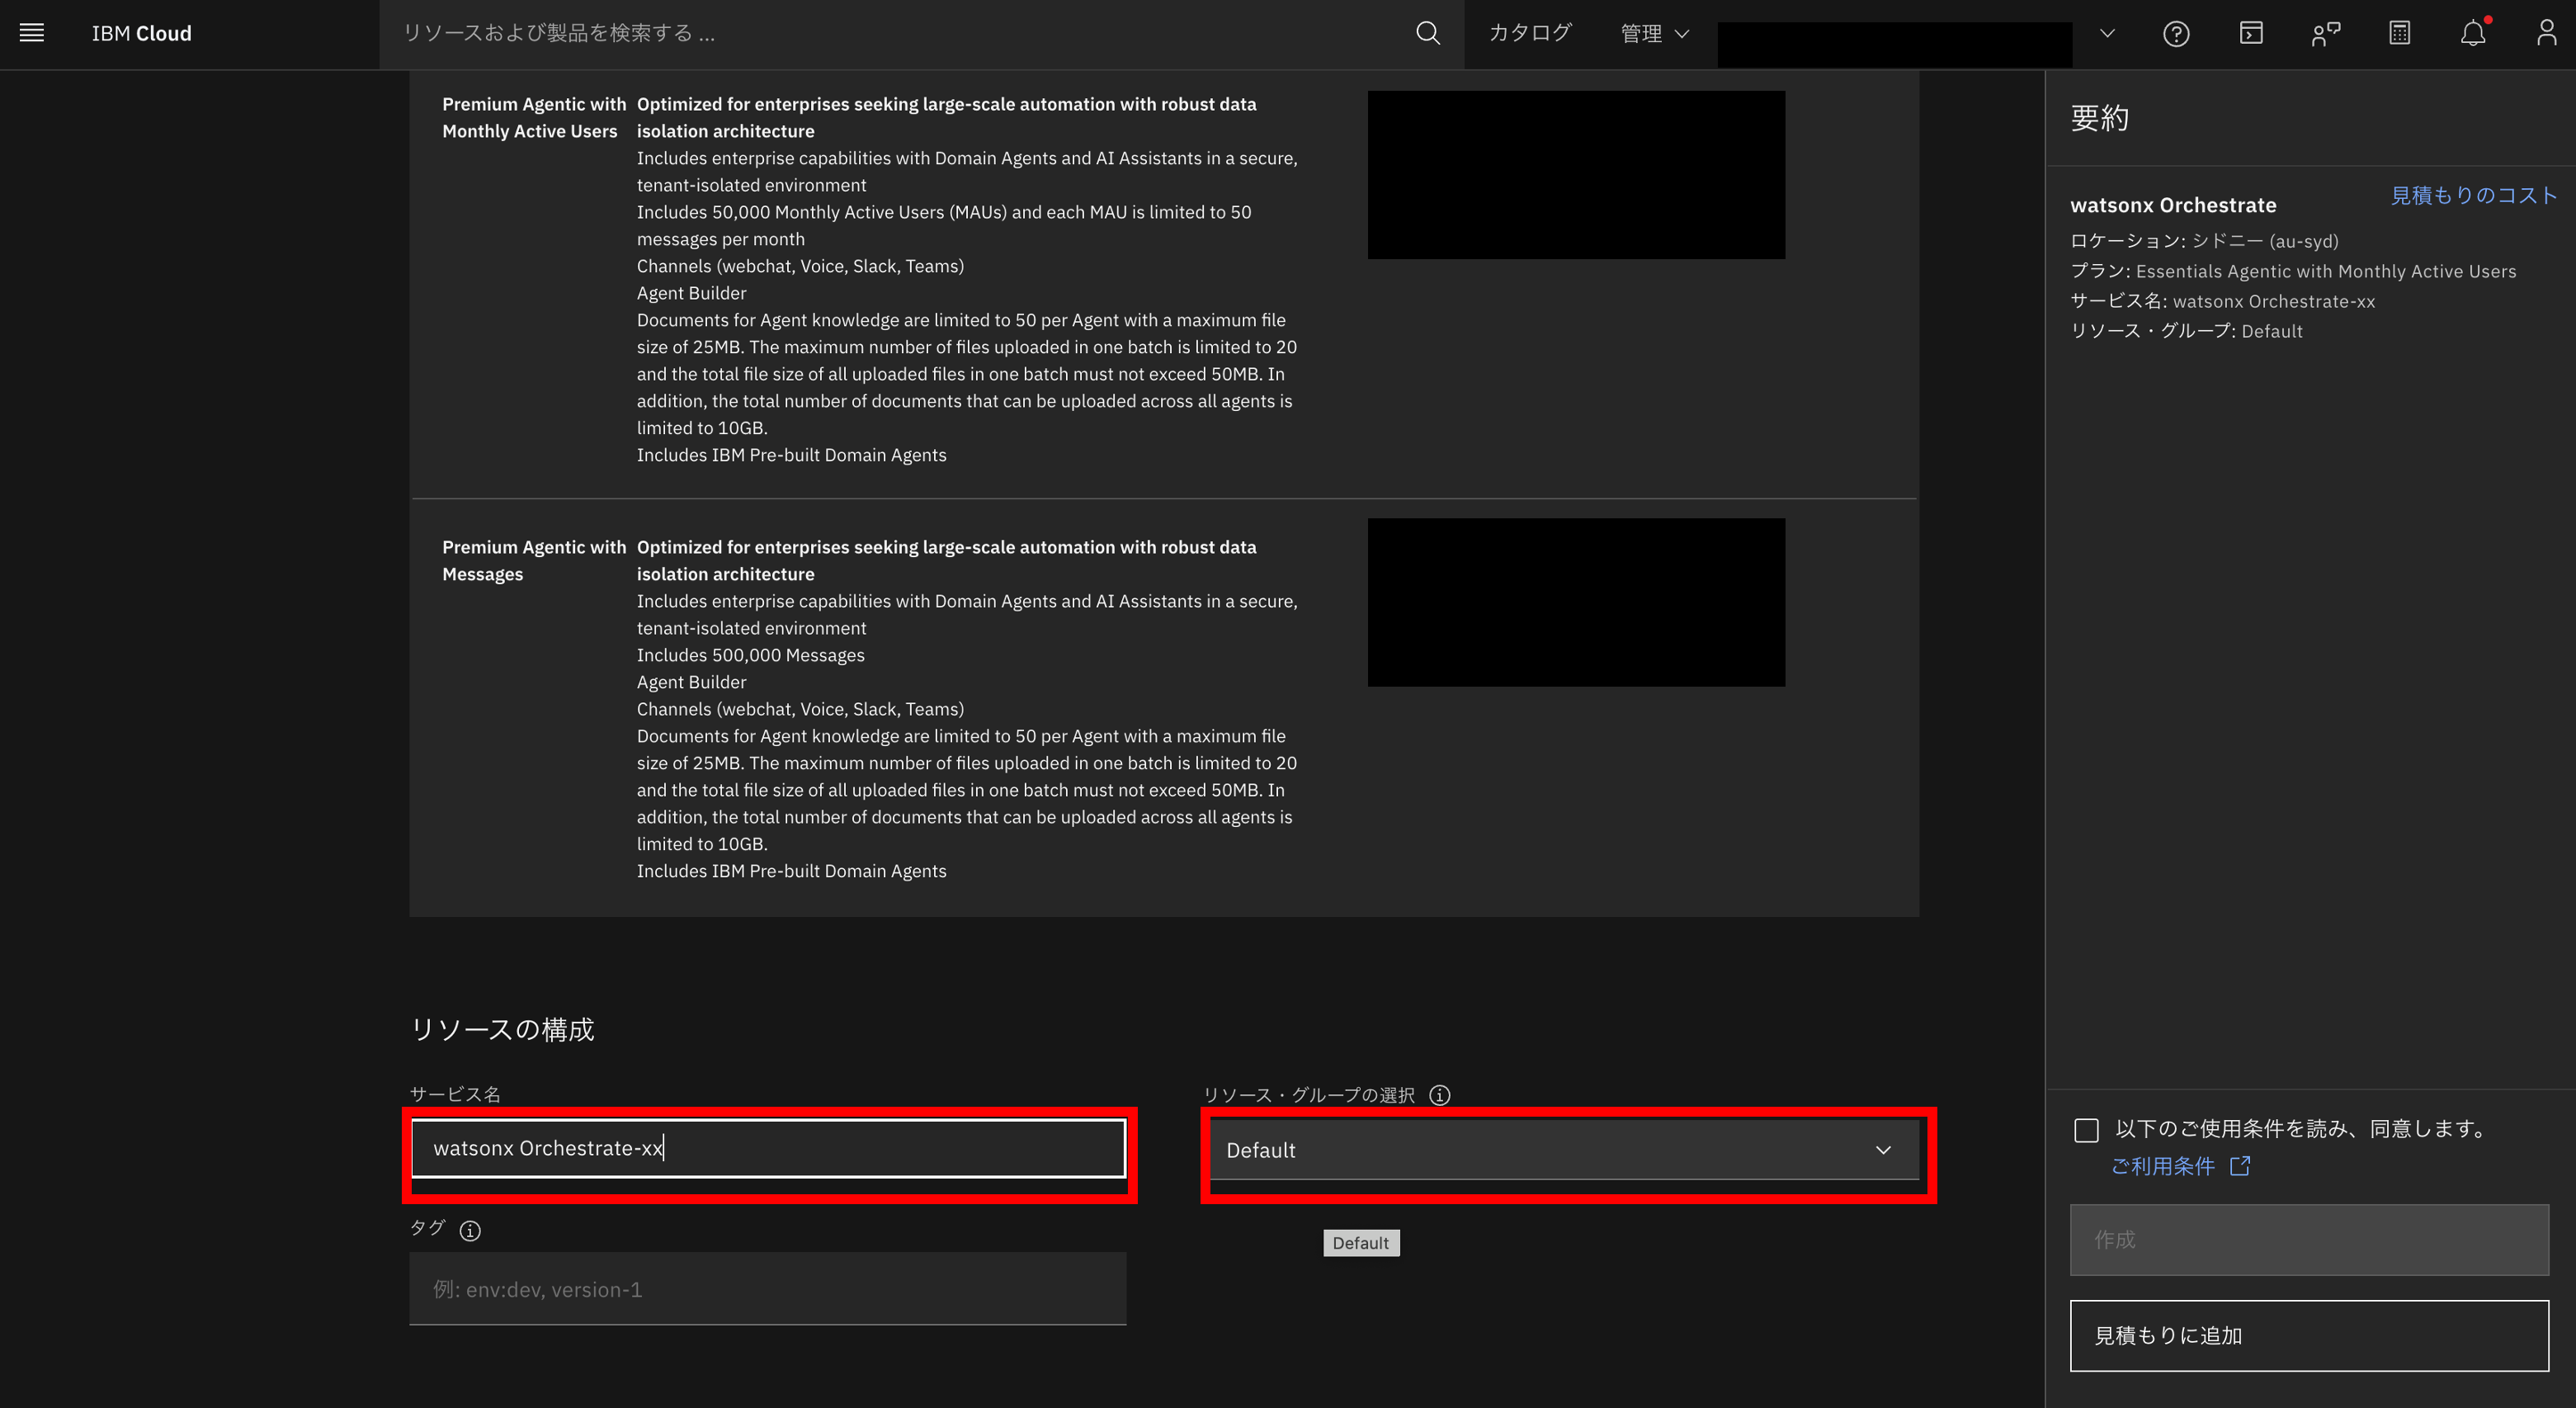 IBM Cloud
リソースおよび製品を検索する ...
カタログ
管理
Premium Agentic with
Monthly Active Users
Optimized for enterprises seeking large-scale automation with robust data
isolation architecture
Includes enterprise capabilities with Domain Agents and AI Assistants in a secure,
tenant-isolated environment
Includes 50,000 Monthly Active Users (MAUs) and each MAU is limited to 50
messages per month
Channels (webchat, Voice, Slack, Teams)
Agent Builder
Documents for Agent knowledge are limited to 50 per Agent with a maximum file
size of 25MB. The maximum number of files uploaded in one batch is limited to 20
and the total file size of all uploaded files in one batch must not exceed 50MB. In
addition, the total number of documents that can be uploaded across all agents is
limited to 10GB.
Includes IBM Pre-built Domain Agents
Premium Agentic with
Messages
Optimized for enterprises seeking large-scale automation with robust data
isolation architecture
Includes enterprise capabilities with Domain Agents and AI Assistants in a secure,
tenant-isolated environment
Includes 500,000 Messages
Agent Builder
Channels (webchat, Voice, Slack, Teams)
Documents for Agent knowledge are limited to 50 per Agent with a maximum file
size of 25MB. The maximum number of files uploaded in one batch is limited to 20
and the total file size of all uploaded files in one batch must not exceed 50MB. In
addition, the total number of documents that can be uploaded across all agents is
limited to 10GB.
Includes IBM Pre-built Domain Agents
リソースの構成
サービス名
watsonx Orchestrate-xx
リソース・グループの選択
Default
Default
タグ
例: env:dev, version-1
要約
watsonx Orchestrate
見積もりのコスト
ロケーション: シドニー (au-syd)
プラン: Essentials Agentic with Monthly Active Users
サービス名: watsonx Orchestrate-xx
リソース・グループ: Default
以下のご使用条件を読み、同意します。
ご利用条件
作成
見積もりに追加